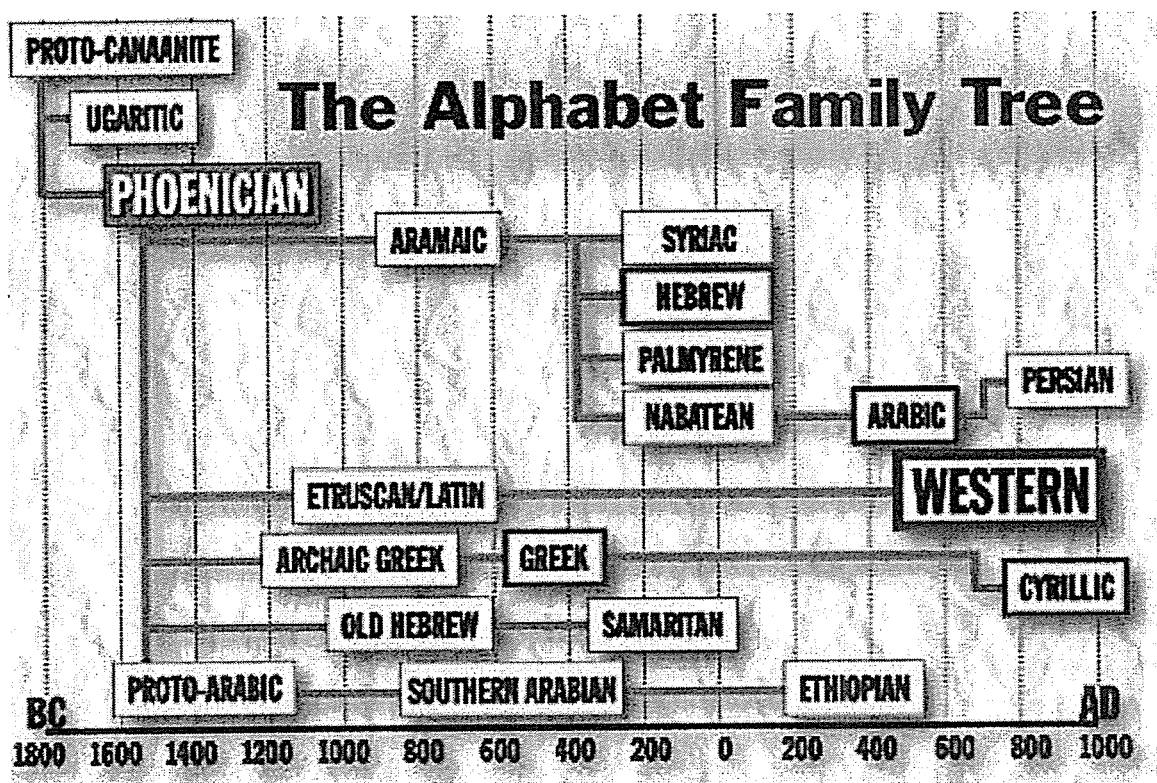 PROTO-CANAANITE
The Alphabet Family Tree
UGARITIC
PHOENICIAN
ARAMAIC
SYRIAC
HEBREW
PALMYRENE
NABATEAN
ARABIC
PERSIAN
ETRUSCAN/LATIN
WESTERN
ARCHAIC GREEK
GREEK
CYRILLIC
OLD HEBREW
SAMARITAN
PROTO-ARABIC
SOUTHERN ARABIAN
ETHIOPIAN
BC AD
1800 1600 1400 1200 1000 800 600 400 200 0 200 400 600 800 1000